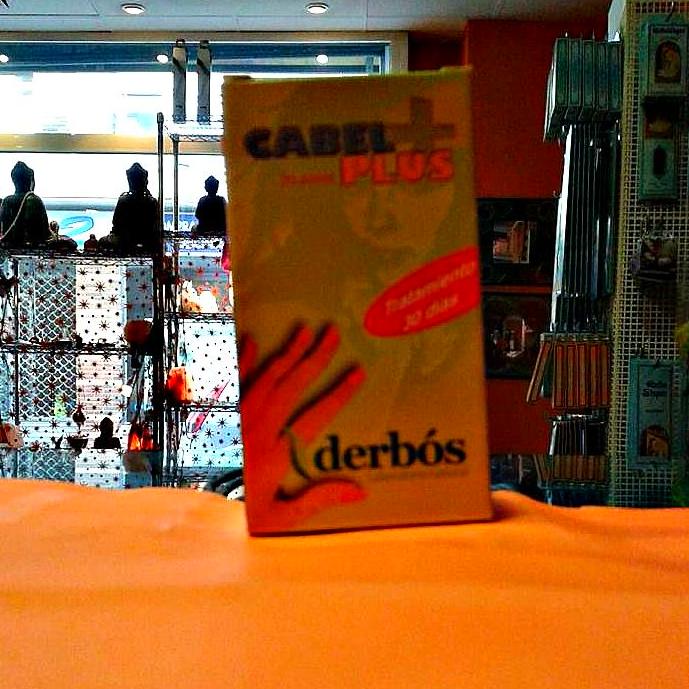 CABEL
PLUS
Tratamiento
30 días
derbós